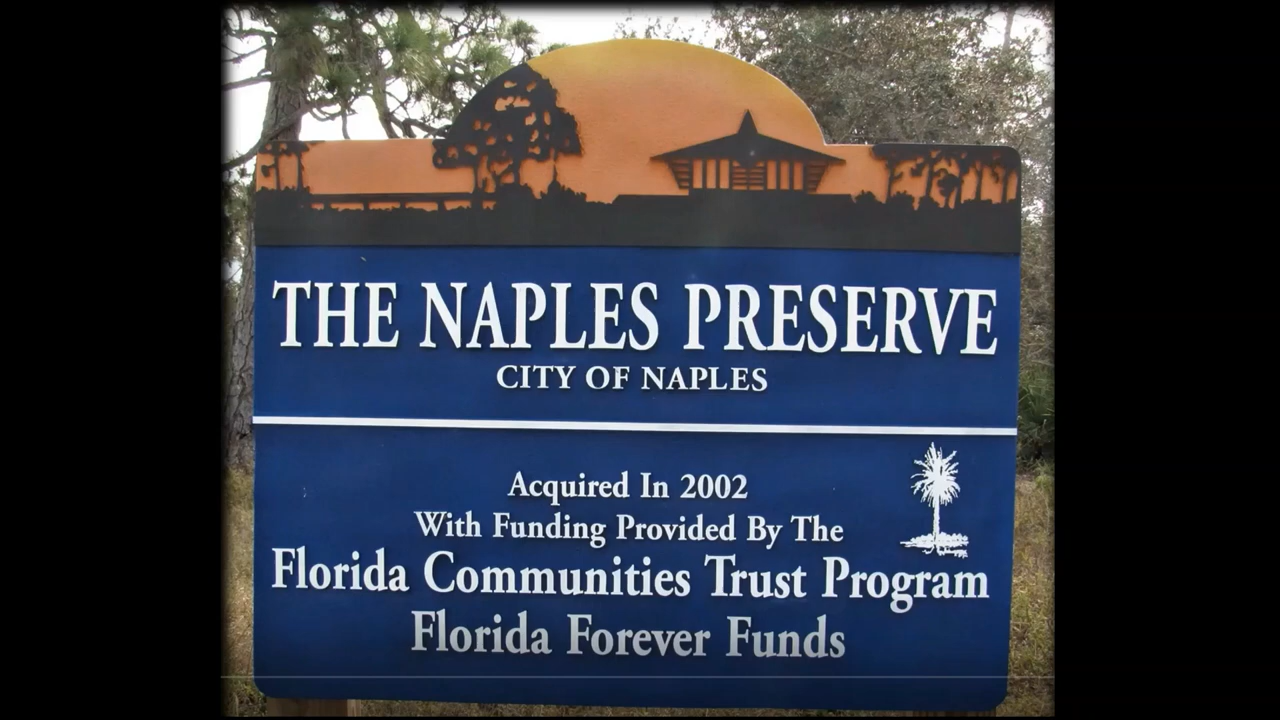 THE NAPLES PRESERVE
CITY OF NAPLES
Acquired In 2002
With Funding Provided By The
Florida Communities Trust Program
Florida Forever Funds